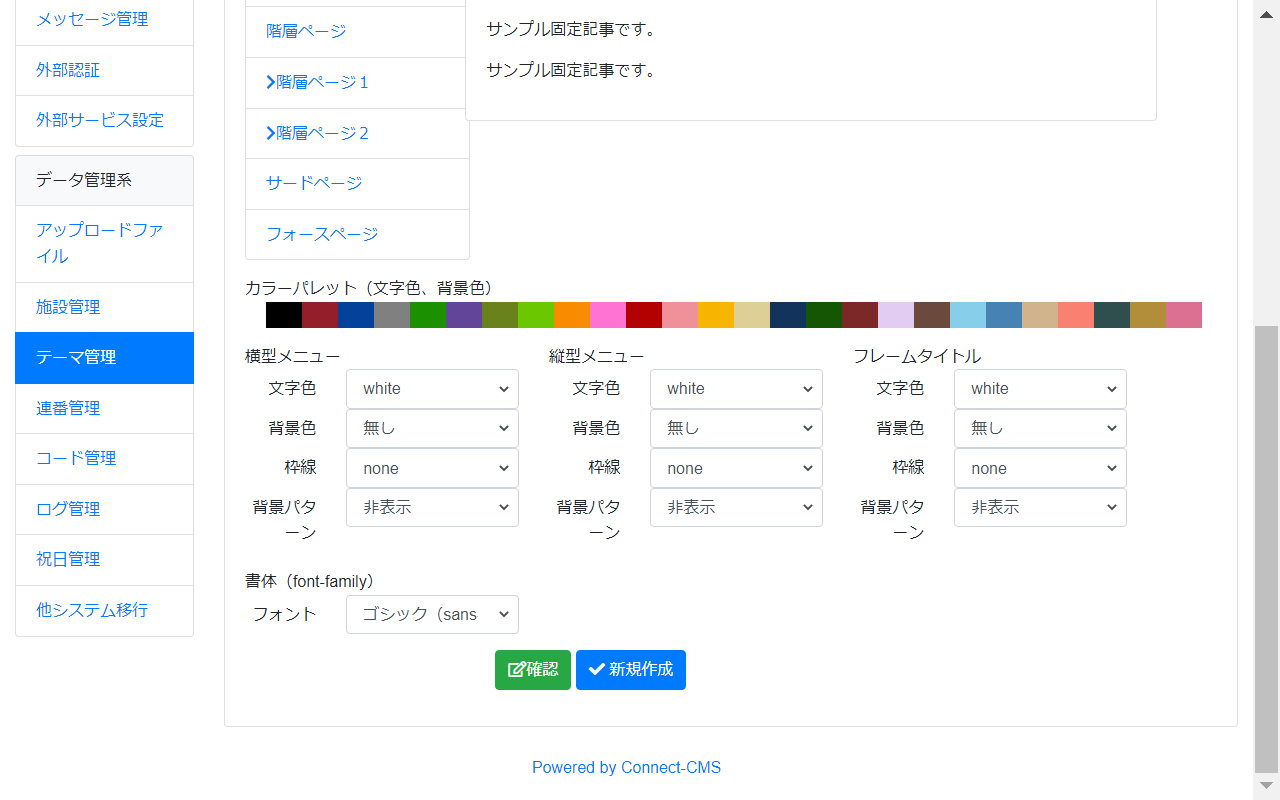 メッセージ管理
外部認証
外部サービス設定
データ管理系
アップロードファ
イル
施設管理
テーマ管理
連番管理
コード管理
ログ管理
祝日管理
他システム移行
階層ページ
階層ページ１
階層ページ２
サードページ
フォースページ
サンプル固定記事です。
サンプル固定記事です。
カラーパレット（文字色、背景色）
横型メニュー
文字色 white
背景色 無し
枠線 none
背景パタ
ーン 非表示
縦型メニュー
文字色 white
背景色 無し
枠線 none
背景パタ
ーン 非表示
フレームタイトル
文字色 white
背景色 無し
枠線 none
背景パタ
ーン 非表示
書体（font-family）
フォント ゴシック（sans
確認 新規作成
Powered by Connect-CMS